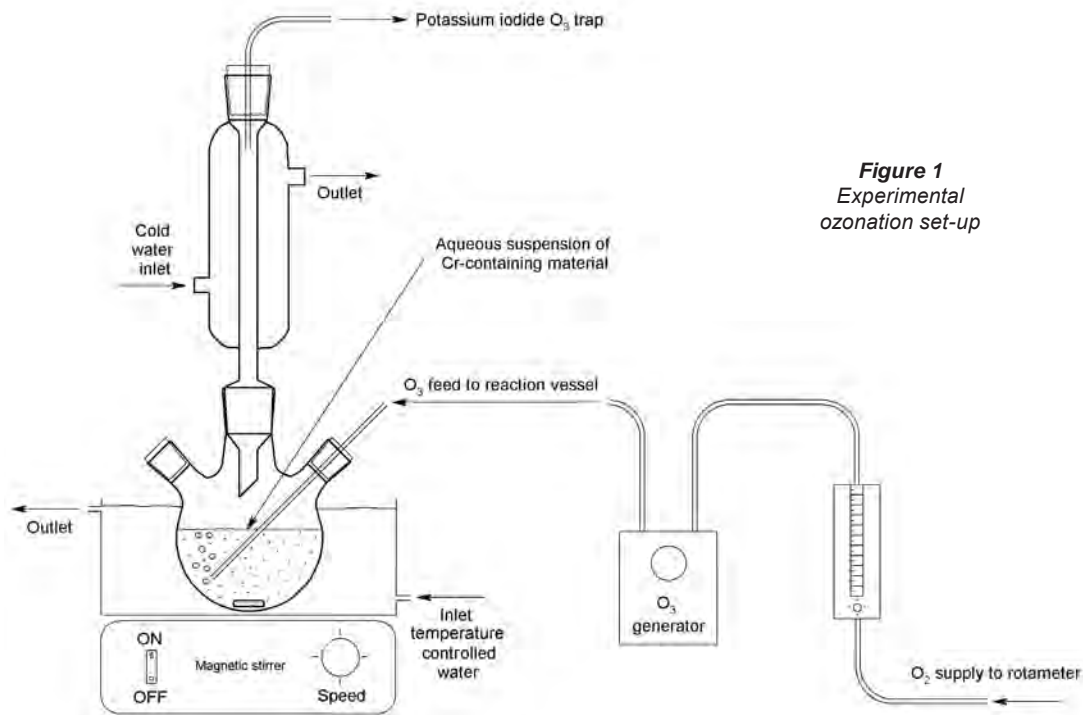 Potassium iodide O₃ trap
Figure 1
Experimental
ozonation set-up
Outlet
Cold
water
inlet
Aqueous suspension of
Cr-containing material
O₃ feed to reaction vessel
Outlet
O₃
generator
Inlet
temperature
controlled
water
ON
OFF
Magnetic stirrer
Speed
O₂ supply to rotameter